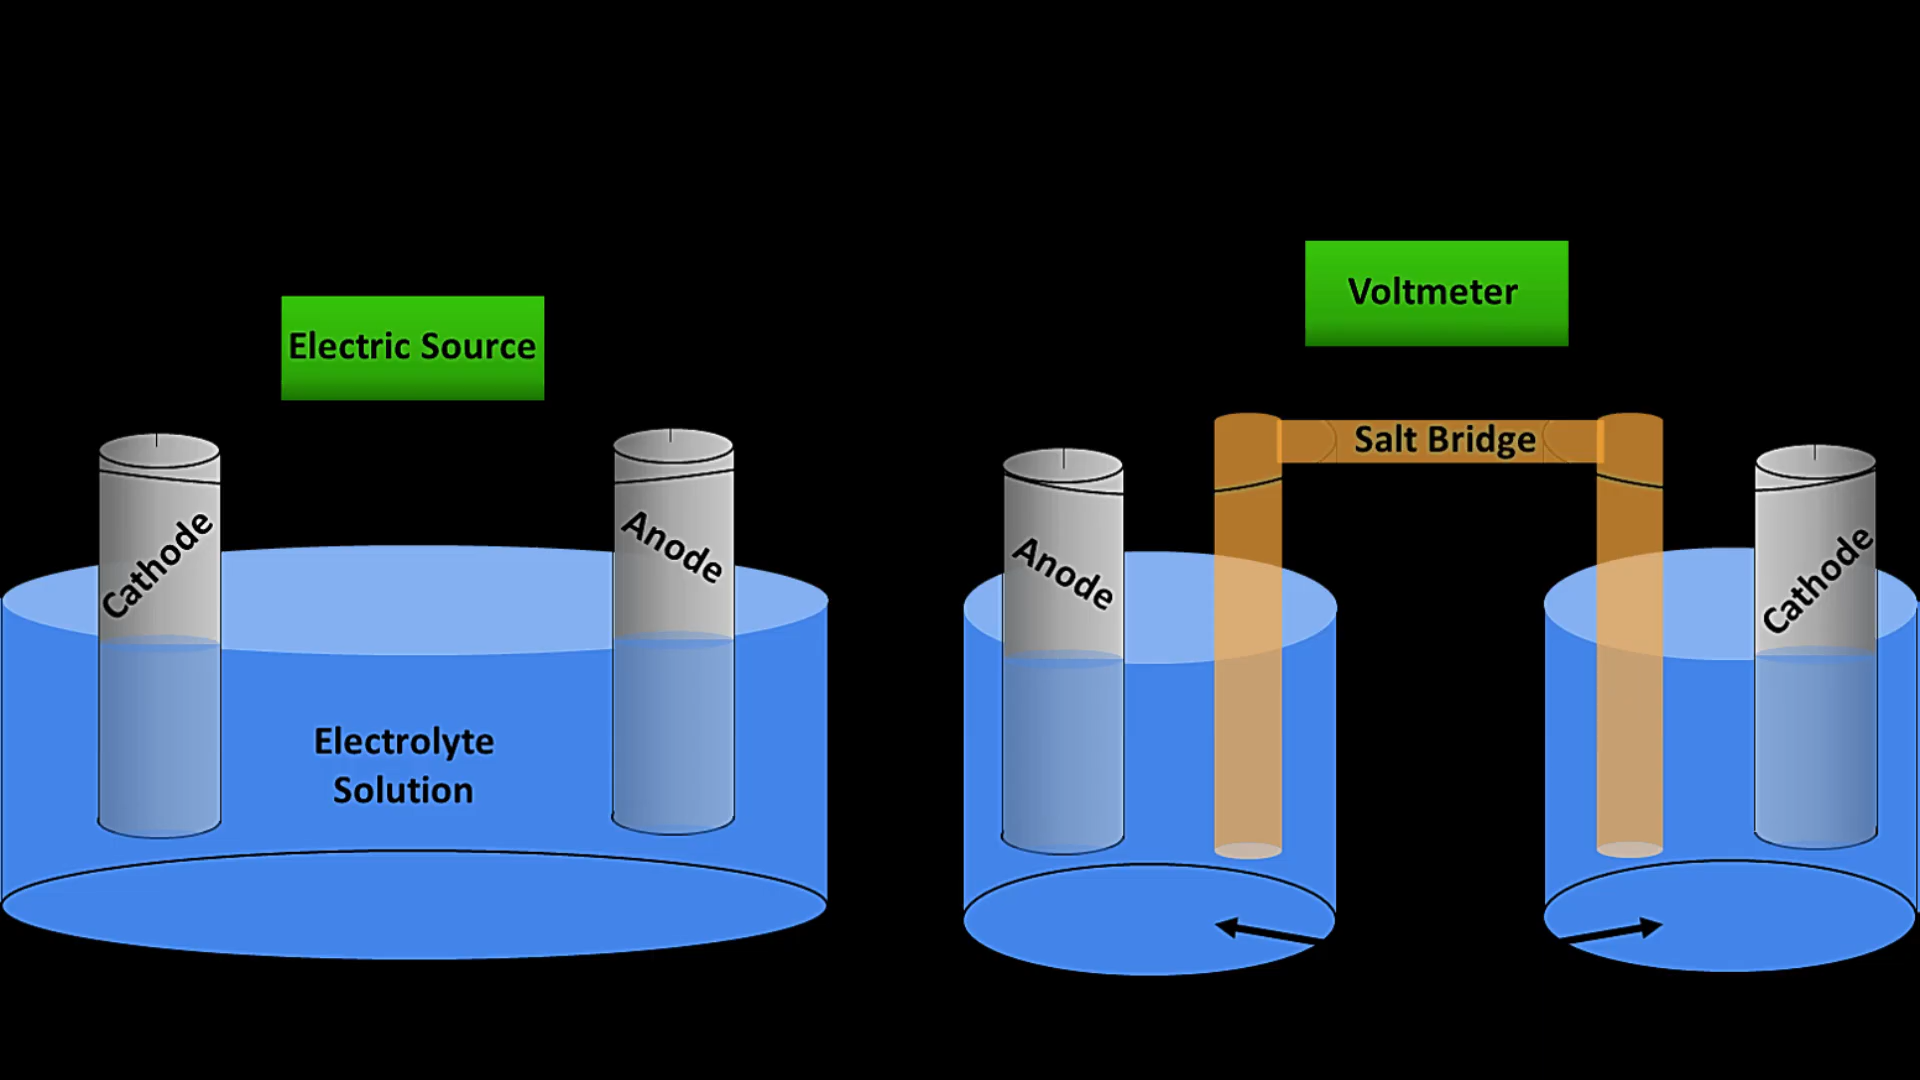 Electric Source
Cathode
Anode
Electrolyte
Solution
Voltmeter
Salt Bridge
Anode
Cathode